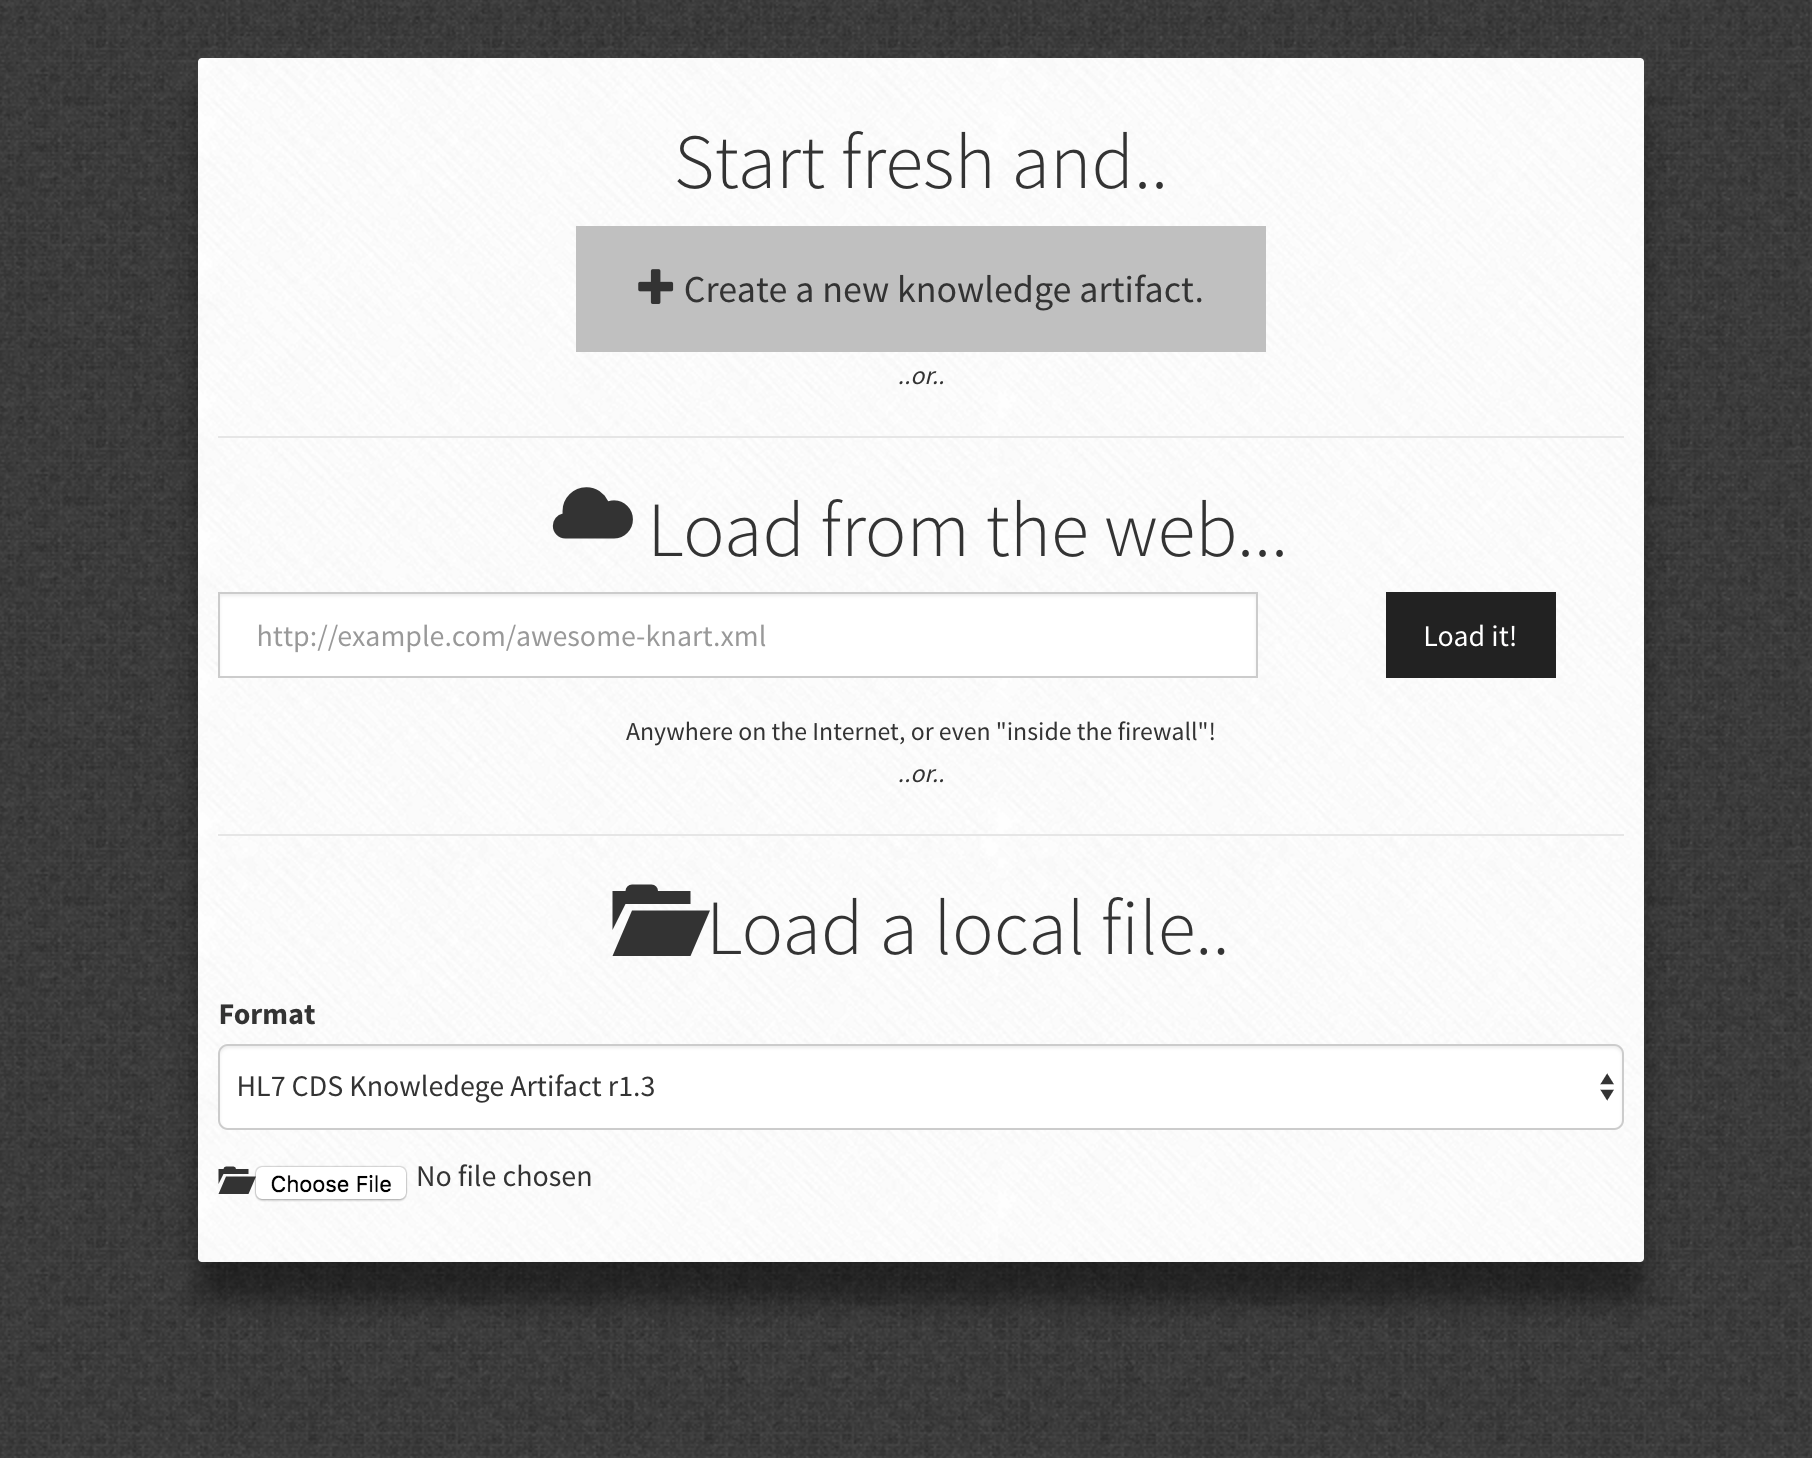 Start fresh and..
Create a new knowledge artifact.
..or..
Load from the web...
http://example.com/awesome-knart.xml
Load it!
Anywhere on the Internet, or even "inside the firewall"!
..or..
Load a local file..
Format
HL7 CDS Knowledege Artifact r1.3
Choose File No file chosen